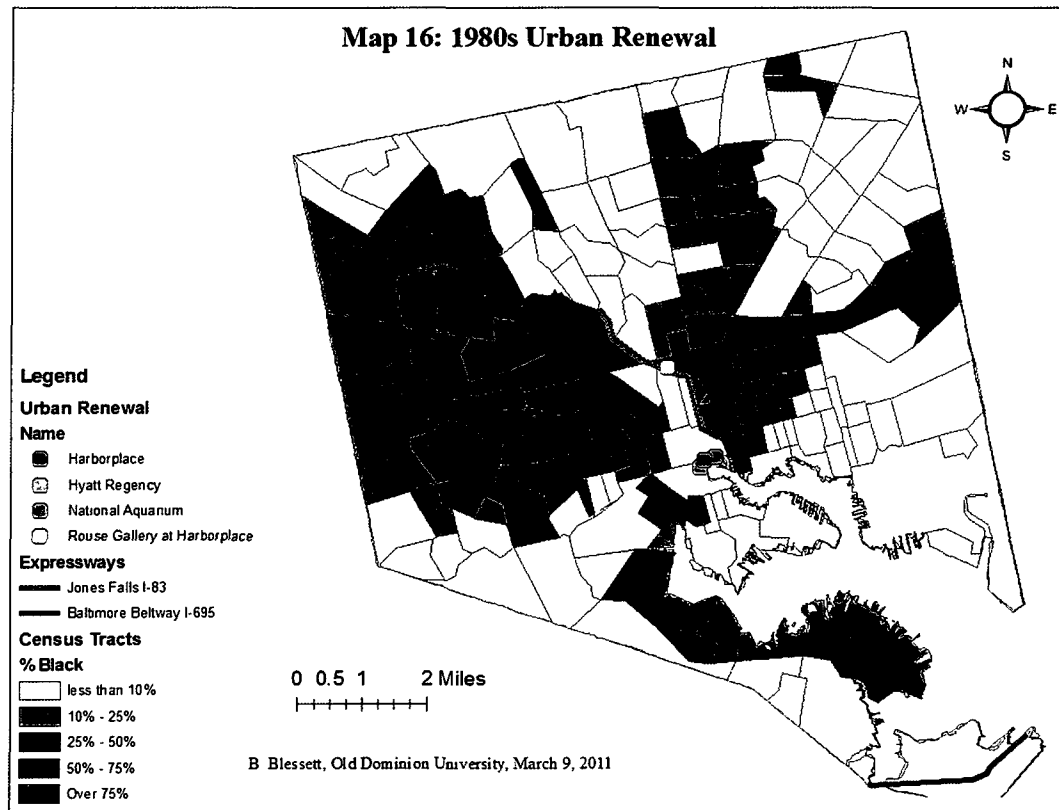 Map 16: 1980s Urban Renewal
N
W E
S
Legend
Urban Renewal
Name
Harborplace
Hyatt Regency
National Aquanum
Rouse Gallery at Harborplace
Expressways
Jones Falls I-83
Baltimore Beltway I-695
Census Tracts
% Black
less than 10%
10% - 25%
25% - 50%
50% - 75%
Over 75%
0 0.5 1 2 Miles
B Blessett, Old Dominion University, March 9, 2011